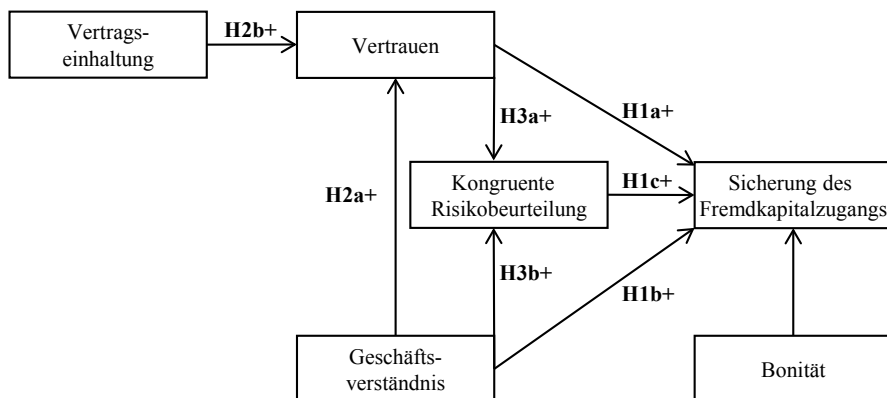 Vertrags-
einhaltung
H2b+
Vertrauen
H3a+
H1a+
H2a+
Kongruente
Risikobeurteilung
H1c+
Sicherung des
Fremdkapitalzugangs
H3b+
H1b+
Geschäfts-
verständnis
Bonität